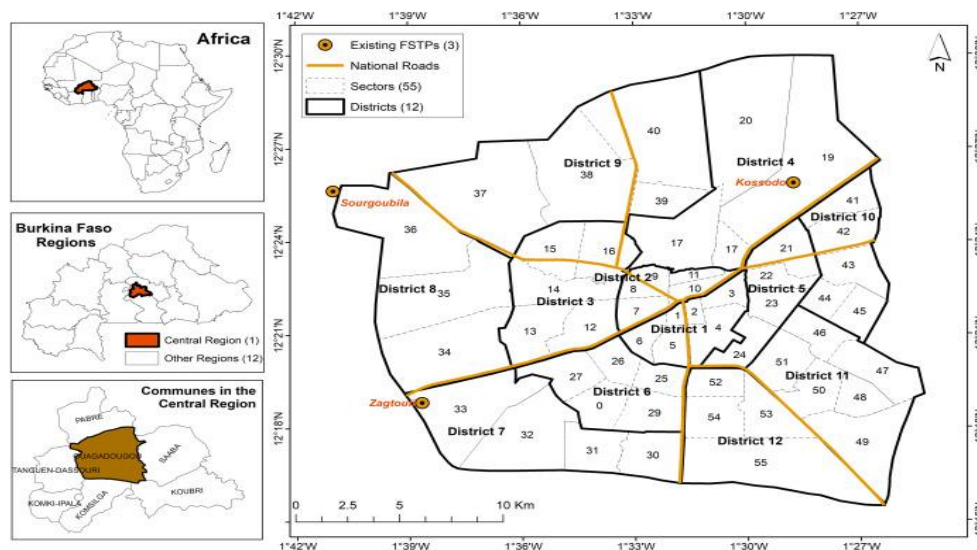 Africa
Burkina Faso
Regions
Central Region (1)
Other Regions (12)
Communes in the
Central Region
PABRE
OUAGADOUGOU
SAABA
TANGUEN-DASSOURI
KOUBRI
KOMKI-IPALA
KOMSILGA
1°42'W 1°39'W 1°36'W 1°33'W 1°30'W 1°27'W
12°30'N
12°27'N
12°24'N
12°21'N
12°18'N
Existing FSTPs (3)
National Roads
Sectors (55)
Districts (12)
N
40 20
District 9 District 4 19
38
37 Kossodo
Sourgoubila 39 41
District 10
36 42
15 16 17 17 21
43
District 2 9 11 22
District 8 14 8 10 District 5
35 3 23 44
District 3 7 1 2 45
13 12 District 1 4 46
6 5
34 26 24 51 47
27 25 52 District 11
District 6 50 48
Zagtouli 0 29 53
33 54
District 7 32 District 12 49
31 30 55
0 2.5 5 10 Km
1°42'W 1°39'W 1°36'W 1°33'W 1°30'W 1°27'W